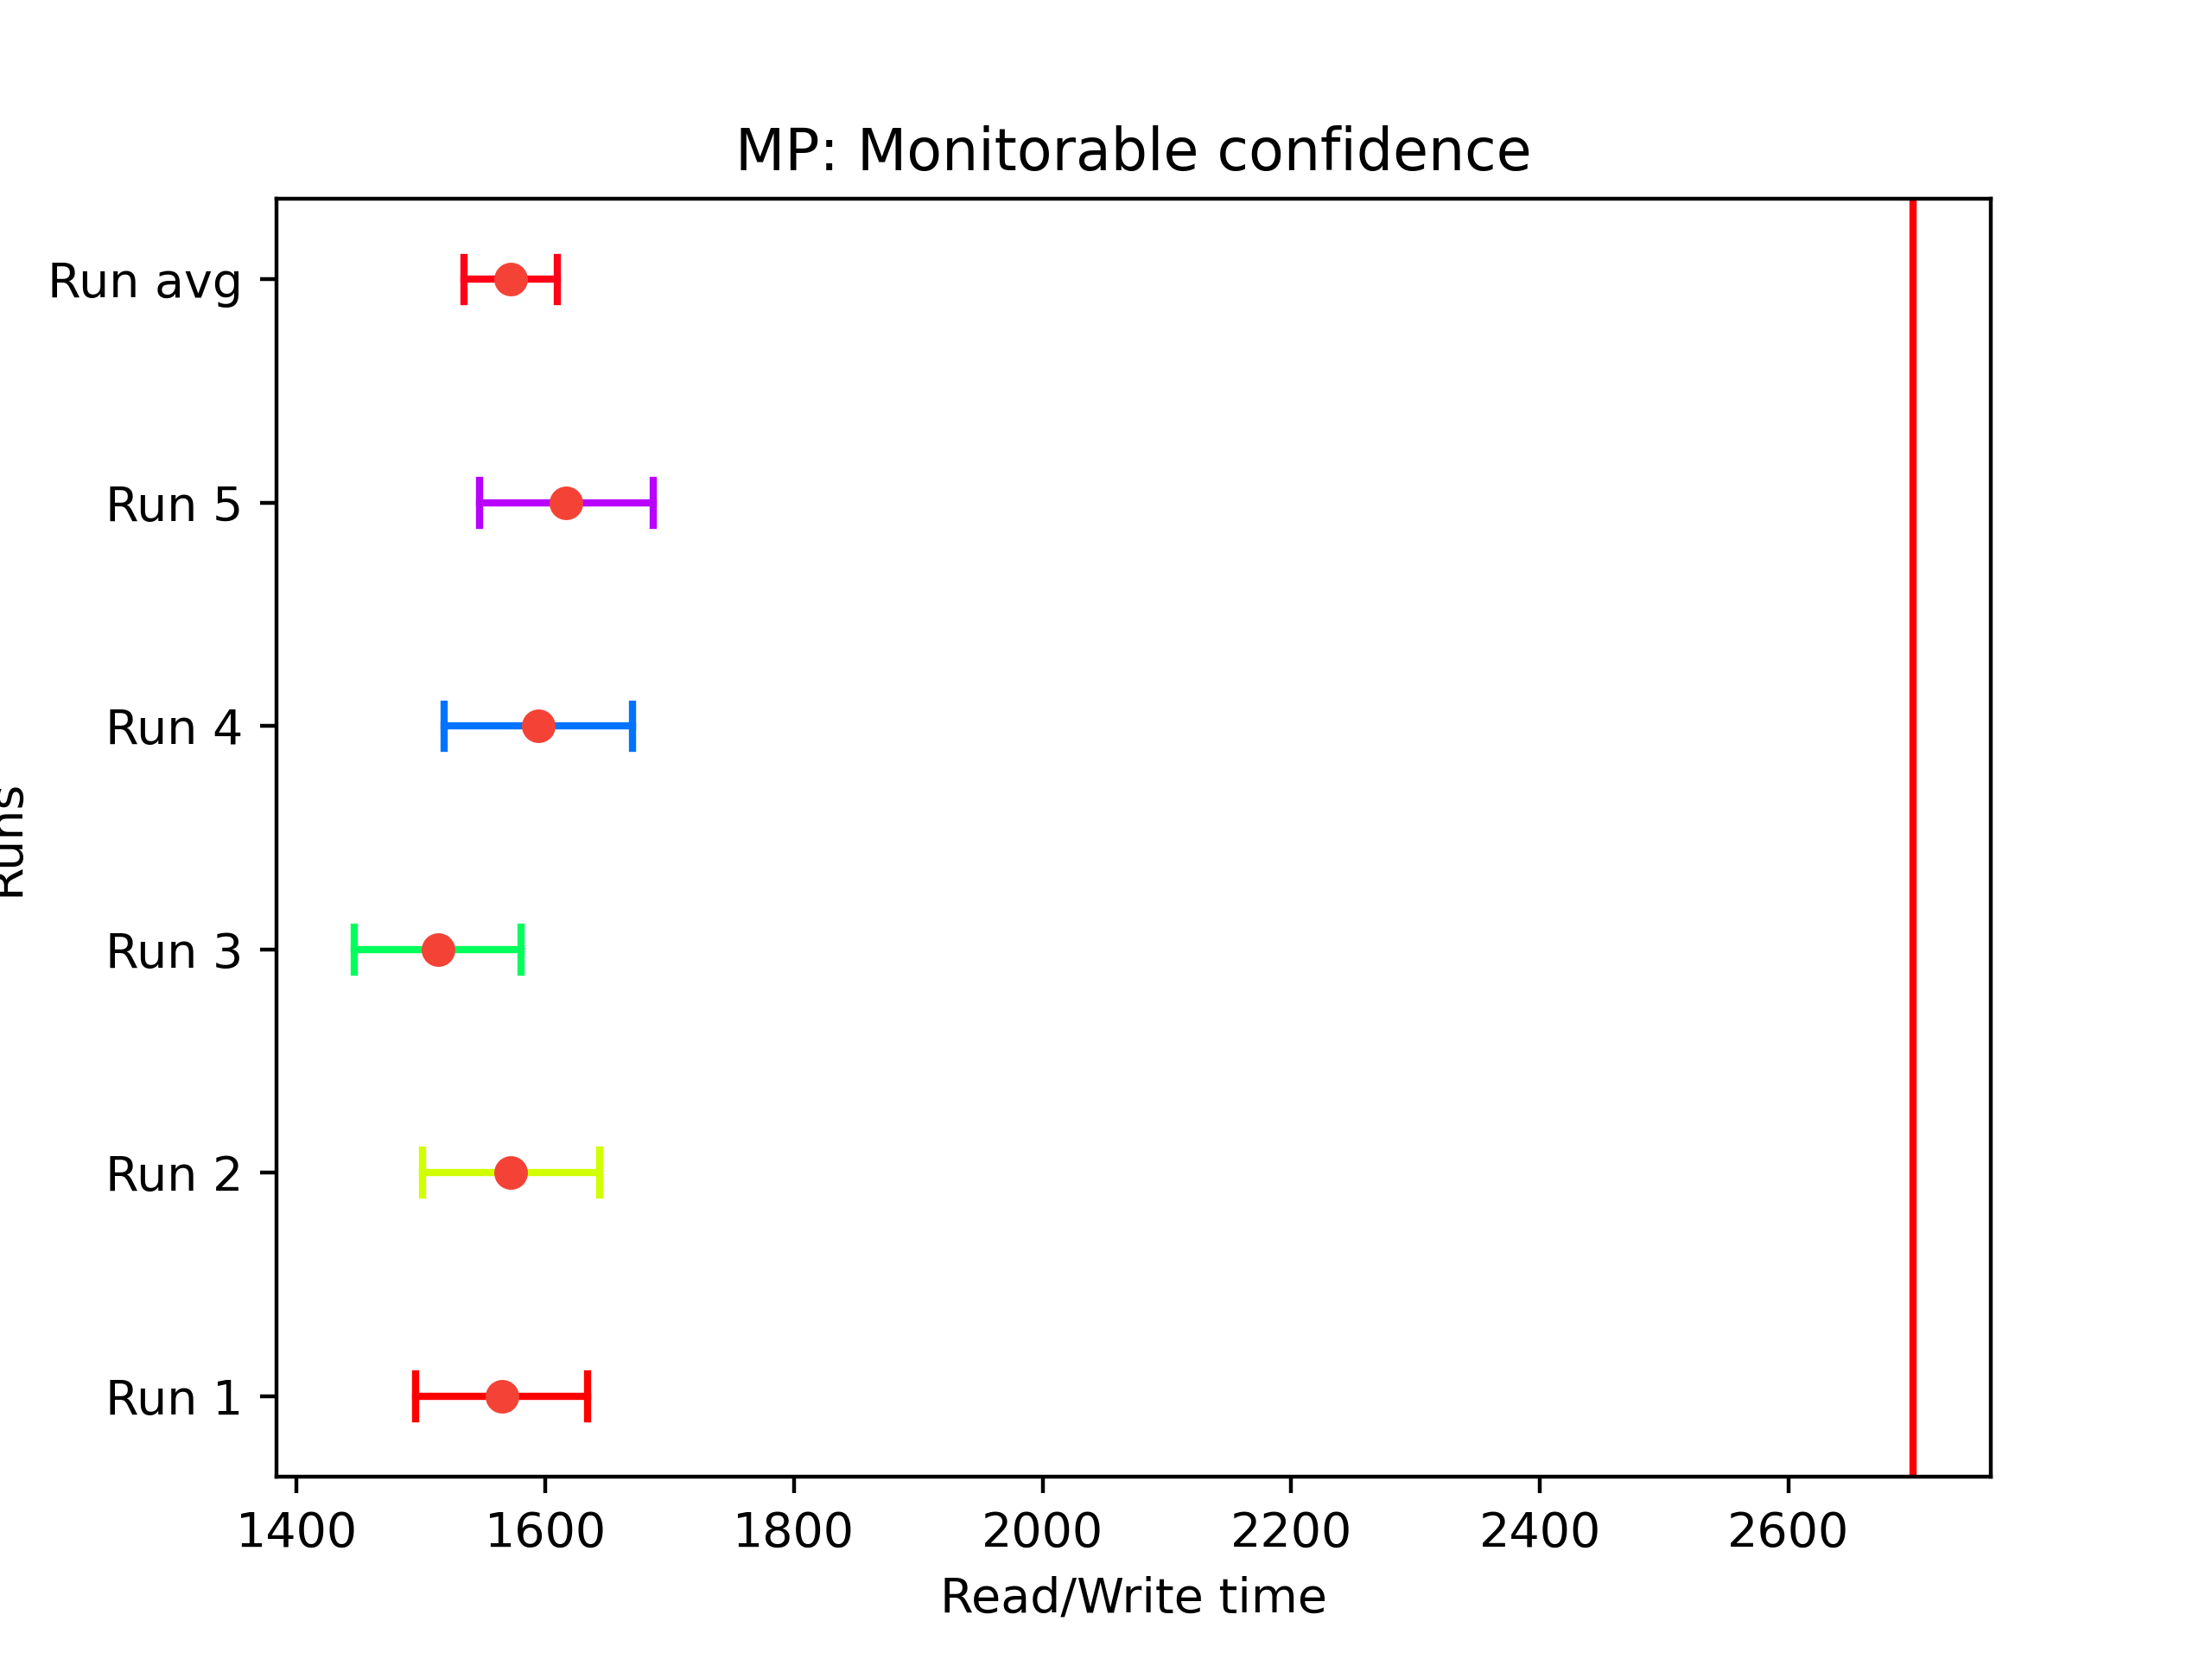 MP: Monitorable confidence
Run avg
Run 5
Run 4
Runs
Run 3
Run 2
Run 1
1400 1600 1800 2000 2200 2400 2600
Read/Write time